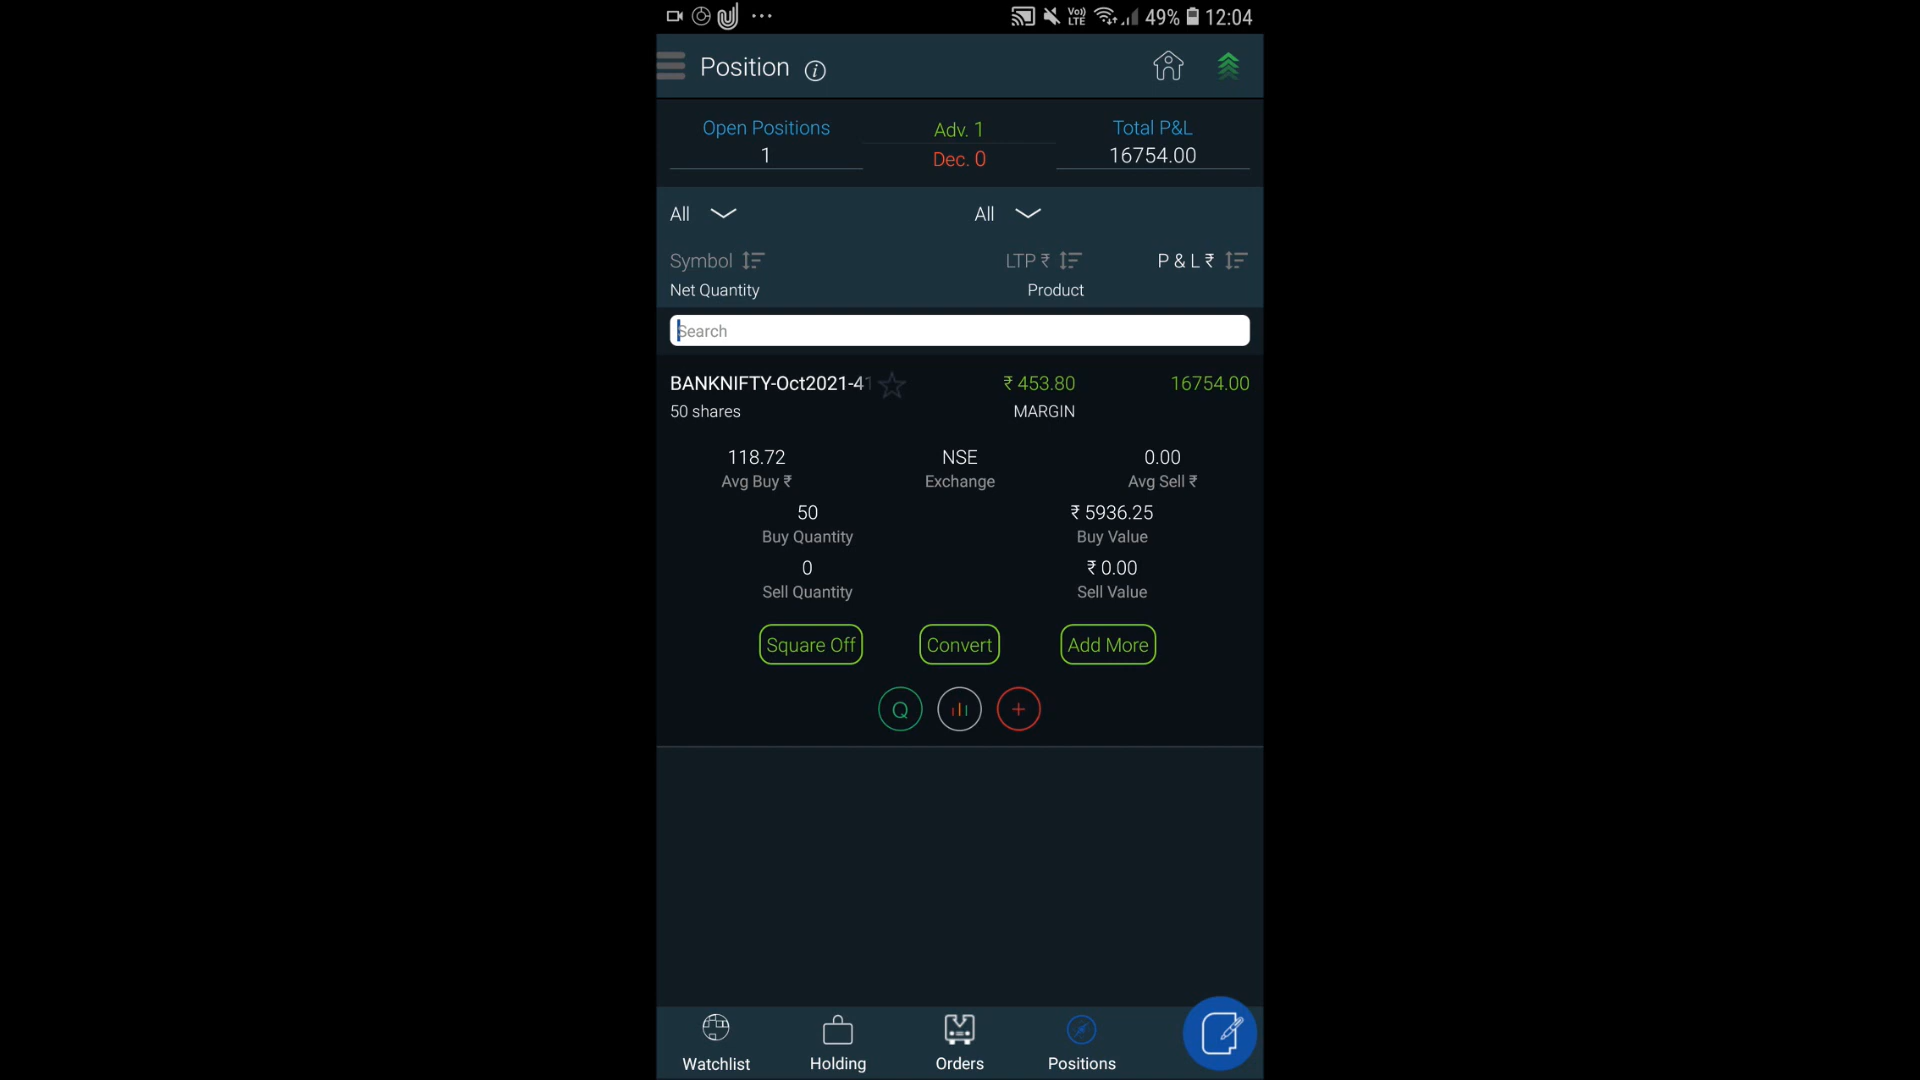 49% 12:04
Position
Open Positions Adv. 1 Total P&L
1 Dec. 0 16754.00
All All
Symbol LTP ₹ P & L ₹
Net Quantity Product
Search
BANKNIFTY-Oct2021-41 ₹ 453.80 16754.00
50 shares MARGIN
118.72 NSE 0.00
Avg Buy ₹ Exchange Avg Sell ₹
50 ₹ 5936.25
Buy Quantity Buy Value
0 ₹ 0.00
Sell Quantity Sell Value
Square Off Convert Add More
Q
Watchlist Holding Orders Positions